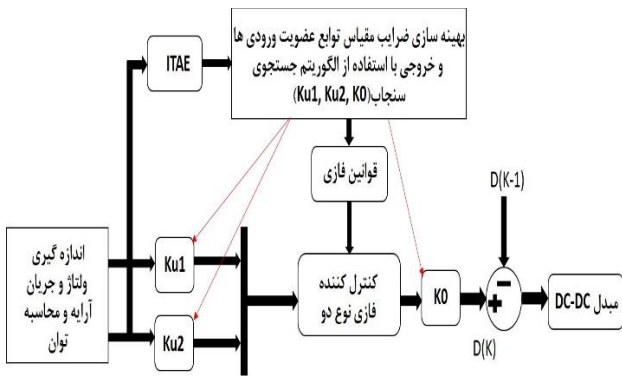 بهینه سازی ضرایب مقیاس توابع عضویت ورودی ها
و خروجی با استفاده از الگوریتم جستجوی
سنجاب(Ku1, Ku2, K0)
ITAE
قوانین فازی
D(K-1)
اندازه گیری
ولتاژ و جریان
آرایه و محاسبه
توان
Ku1
Ku2
کنترل کننده
فازی نوع دو
K0
D(K)
مبدل DC-DC